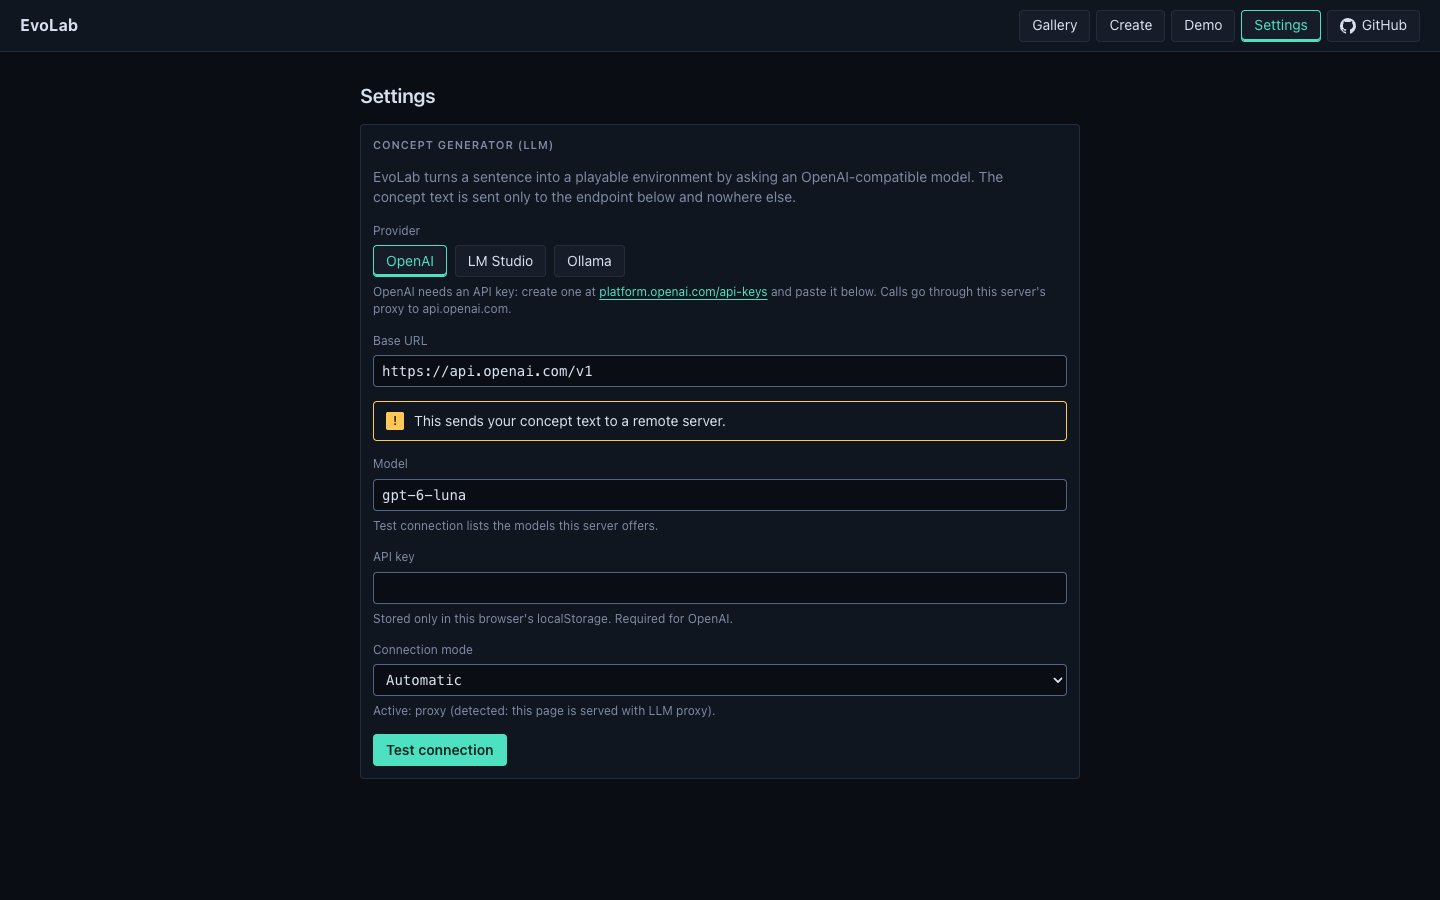 EvoLab
Gallery
Create
Demo
Settings
GitHub
Settings
CONCEPT GENERATOR (LLM)
EvoLab turns a sentence into a playable environment by asking an OpenAI-compatible model. The
concept text is sent only to the endpoint below and nowhere else.
Provider
OpenAI
LM Studio
Ollama
OpenAI needs an API key: create one at platform.openai.com/api-keys and paste it below. Calls go through this server's
proxy to api.openai.com.
Base URL
https://api.openai.com/v1
! This sends your concept text to a remote server.
Model
gpt-6-luna
Test connection lists the models this server offers.
API key
Stored only in this browser's localStorage. Required for OpenAI.
Connection mode
Automatic
Active: proxy (detected: this page is served with LLM proxy).
Test connection